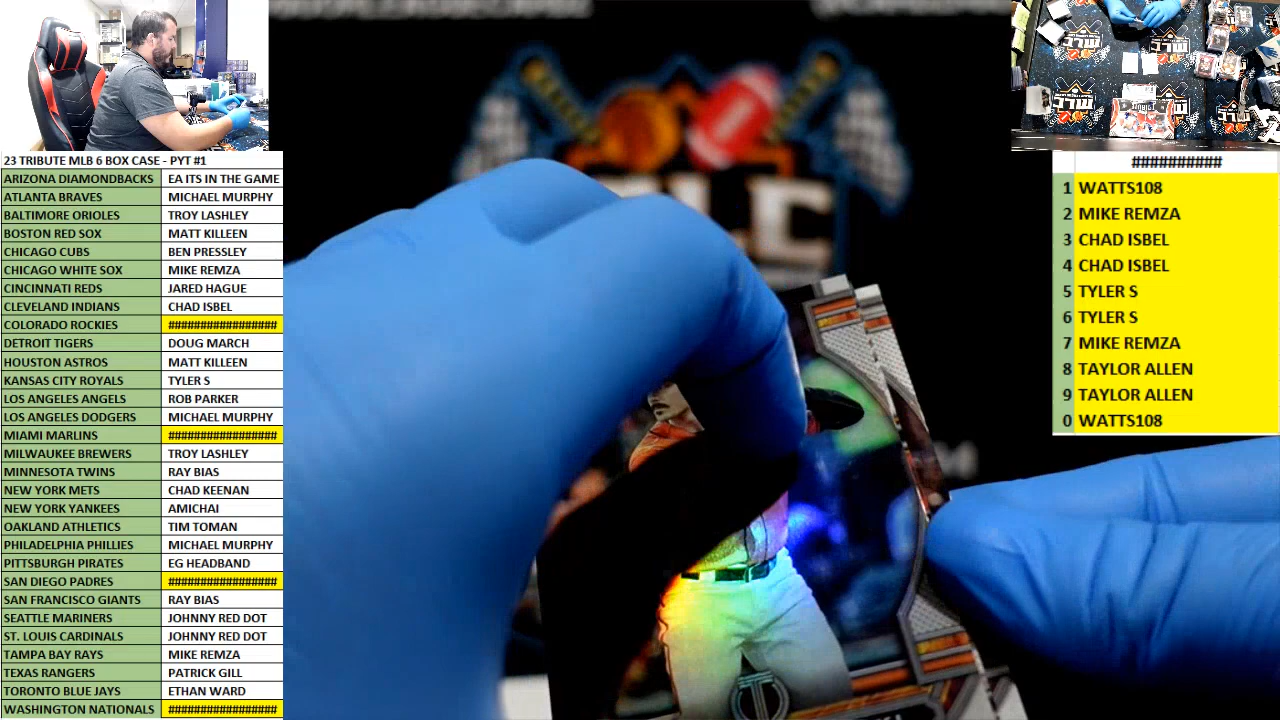 23 TRIBUTE MLB 6 BOX CASE - PYT #1
ARIZONA DIAMONDBACKS EA ITS IN THE GAME
ATLANTA BRAVES MICHAEL MURPHY
BALTIMORE ORIOLES TROY LASHLEY
BOSTON RED SOX MATT KILLEEN
CHICAGO CUBS BEN PRESSLEY
CHICAGO WHITE SOX MIKE REMZA
CINCINNATI REDS JARED HAGUE
CLEVELAND INDIANS CHAD ISBEL
COLORADO ROCKIES #################
DETROIT TIGERS DOUG MARCH
HOUSTON ASTROS MATT KILLEEN
KANSAS CITY ROYALS TYLER S
LOS ANGELES ANGELS ROB PARKER
LOS ANGELES DODGERS MICHAEL MURPHY
MIAMI MARLINS #################
MILWAUKEE BREWERS TROY LASHLEY
MINNESOTA TWINS RAY BIAS
NEW YORK METS CHAD KEENAN
NEW YORK YANKEES AMICHAI
OAKLAND ATHLETICS TIM TOMAN
PHILADELPHIA PHILLIES MICHAEL MURPHY
PITTSBURGH PIRATES EG HEADBAND
SAN DIEGO PADRES #################
SAN FRANCISCO GIANTS RAY BIAS
SEATTLE MARINERS JOHNNY RED DOT
ST. LOUIS CARDINALS JOHNNY RED DOT
TAMPA BAY RAYS MIKE REMZA
TEXAS RANGERS PATRICK GILL
TORONTO BLUE JAYS ETHAN WARD
WASHINGTON NATIONALS #################
##########
1 WATTS108
2 MIKE REMZA
3 CHAD ISBEL
4 CHAD ISBEL
5 TYLER S
6 TYLER S
7 MIKE REMZA
8 TAYLOR ALLEN
9 TAYLOR ALLEN
0 WATTS108